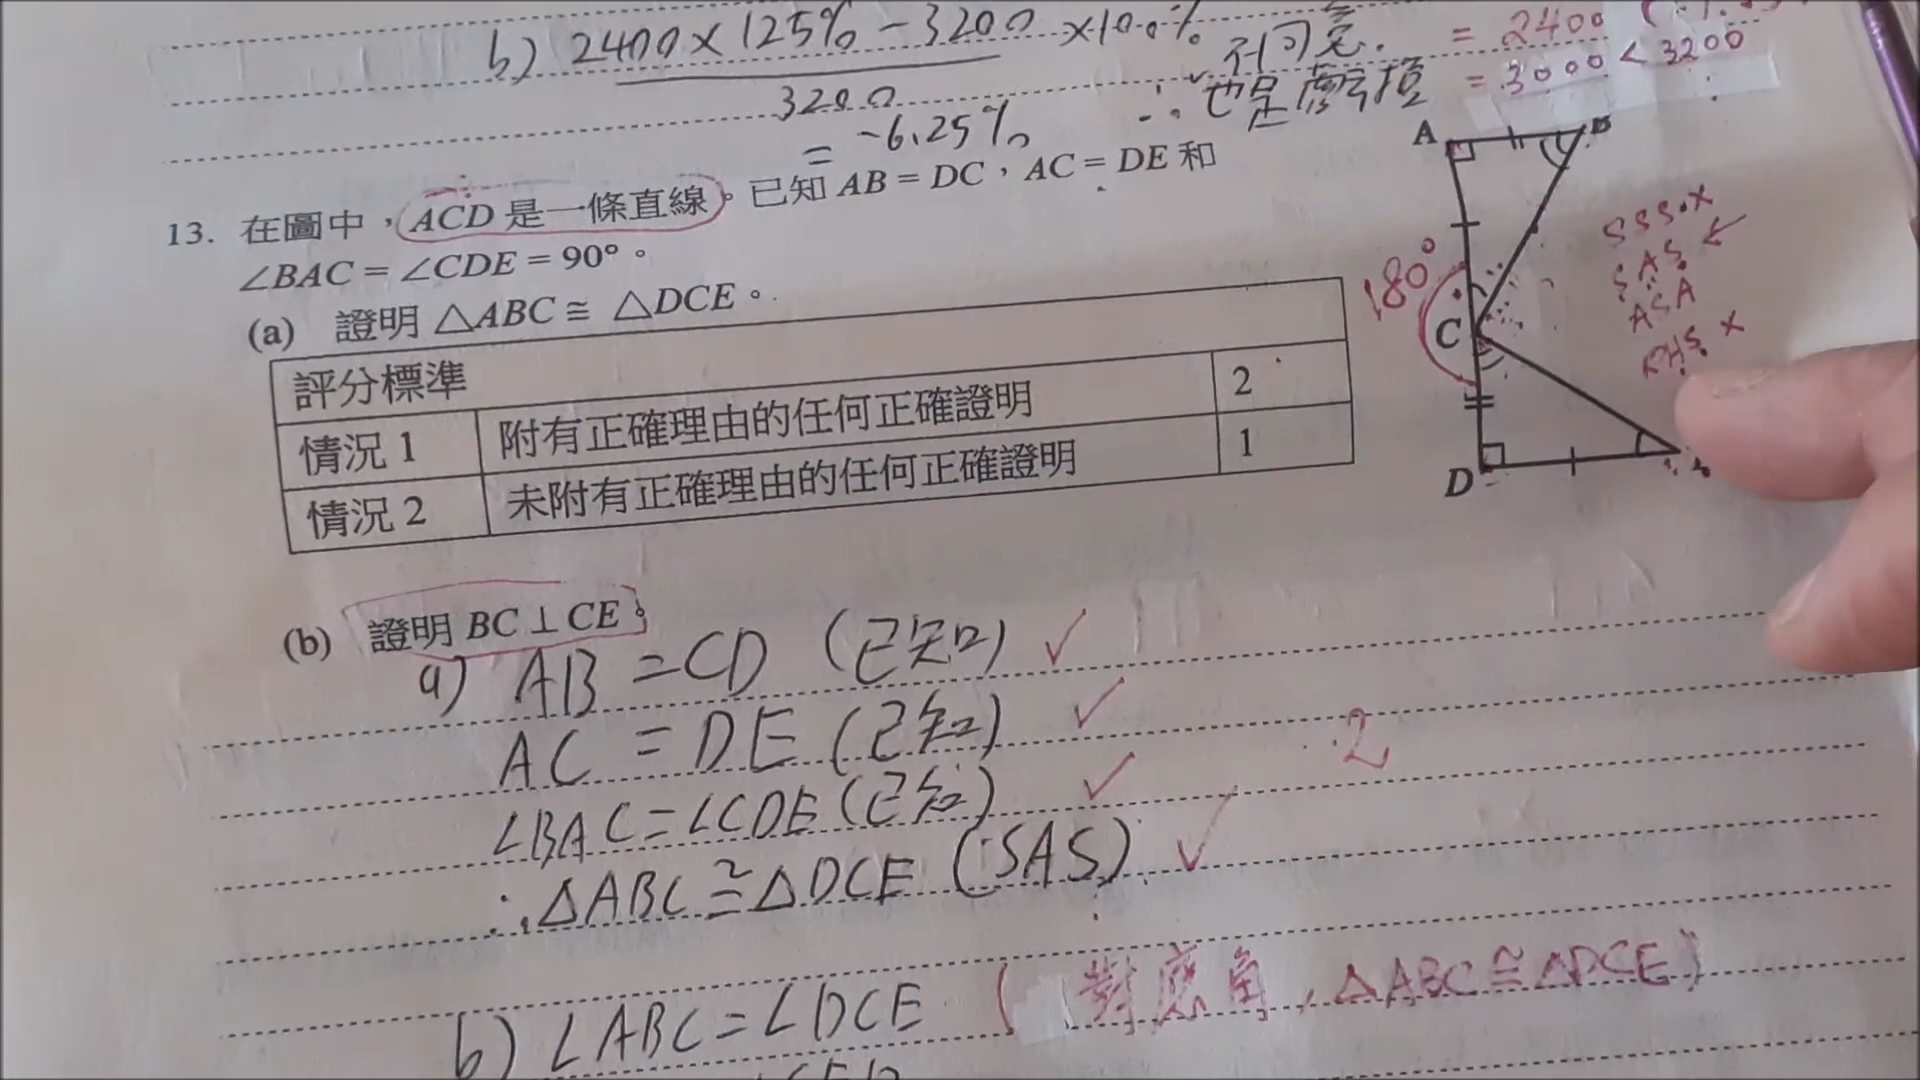 b) 2400 × 125% − 3200 × 100%
3200
= −6.25%
不同意.
∴ 也是虧損
= 2400
= 3000 < 3200
13. 在圖中，ACD 是一條直線。已知 AB = DC，AC = DE 和
∠BAC = ∠CDE = 90°。
(a) 證明 △ABC ≅ △DCE。
評分標準
情況 1 附有正確理由的任何正確證明 2
情況 2 未附有正確理由的任何正確證明 1
A B
180°
C
D
SSS ×
SAS ←
ASA
RHS ×
(b) 證明 BC ⊥ CE。
a) AB = CD (已知) ✓
AC = DE (已知) ✓
2
∠BAC = ∠CDE (已知) ✓
∴ △ABC ≅ △DCE (SAS) ✓
b) ∠ABC = ∠DCE (對應角, △ABC ≅ △DCE)